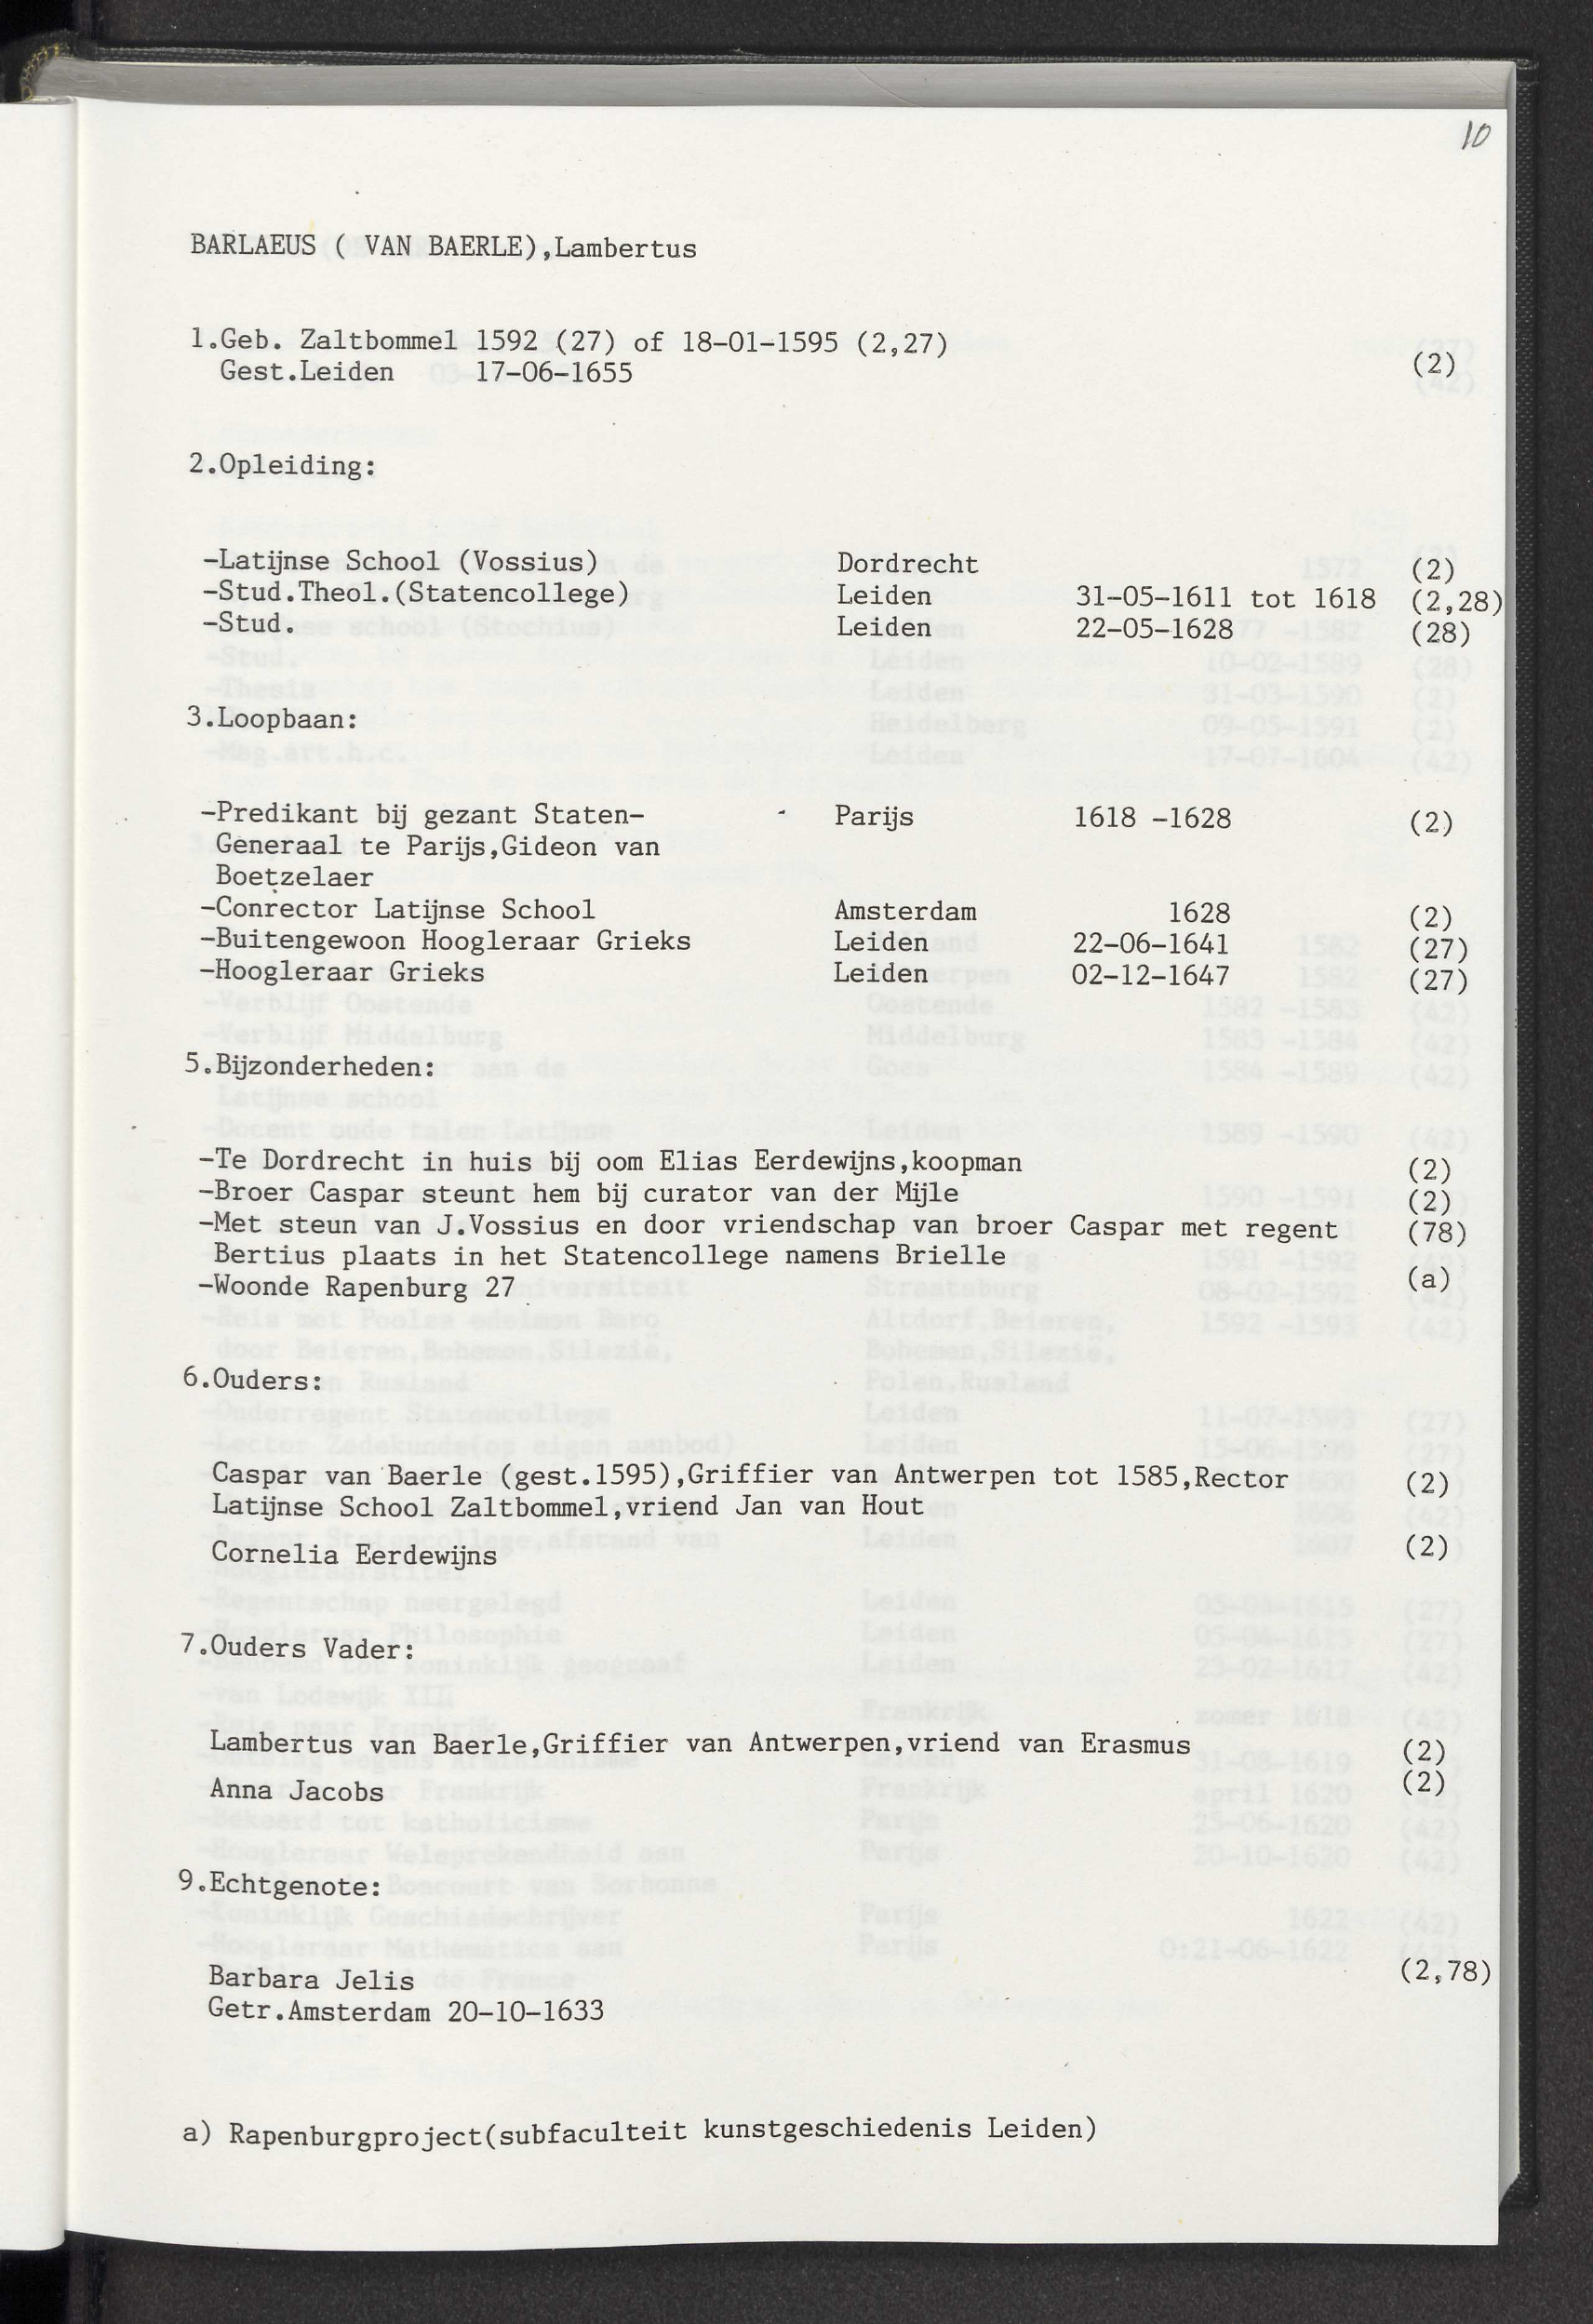 10
BARLAEUS ( VAN BAERLE),Lambertus
1.Geb. Zaltbommel 1592 (27) of 18-01-1595 (2,27)
Gest.Leiden 17-06-1655 (2)
2.Opleiding:
-Latijnse School (Vossius) Dordrecht (2)
-Stud.Theol.(Statencollege) Leiden 31-05-1611 tot 1618 (2,28)
-Stud. Leiden 22-05-1628 (28)
3.Loopbaan:
-Predikant bij gezant Staten- Parijs 1618 -1628 (2)
Generaal te Parijs,Gideon van
Boetzelaer
-Conrector Latijnse School Amsterdam 1628 (2)
-Buitengewoon Hoogleraar Grieks Leiden 22-06-1641 (27)
-Hoogleraar Grieks Leiden 02-12-1647 (27)
5.Bijzonderheden:
-Te Dordrecht in huis bij oom Elias Eerdewijns,koopman (2)
-Broer Caspar steunt hem bij curator van der Mijle (2)
-Met steun van J.Vossius en door vriendschap van broer Caspar met regent (78)
Bertius plaats in het Statencollege namens Brielle
-Woonde Rapenburg 27 (a)
6.Ouders:
Caspar van Baerle (gest.1595),Griffier van Antwerpen tot 1585,Rector (2)
Latijnse School Zaltbommel,vriend Jan van Hout
Cornelia Eerdewijns (2)
7.Ouders Vader:
Lambertus van Baerle,Griffier van Antwerpen,vriend van Erasmus (2)
Anna Jacobs (2)
9.Echtgenote:
Barbara Jelis (2,78)
Getr.Amsterdam 20-10-1633
a) Rapenburgproject(subfaculteit kunstgeschiedenis Leiden)